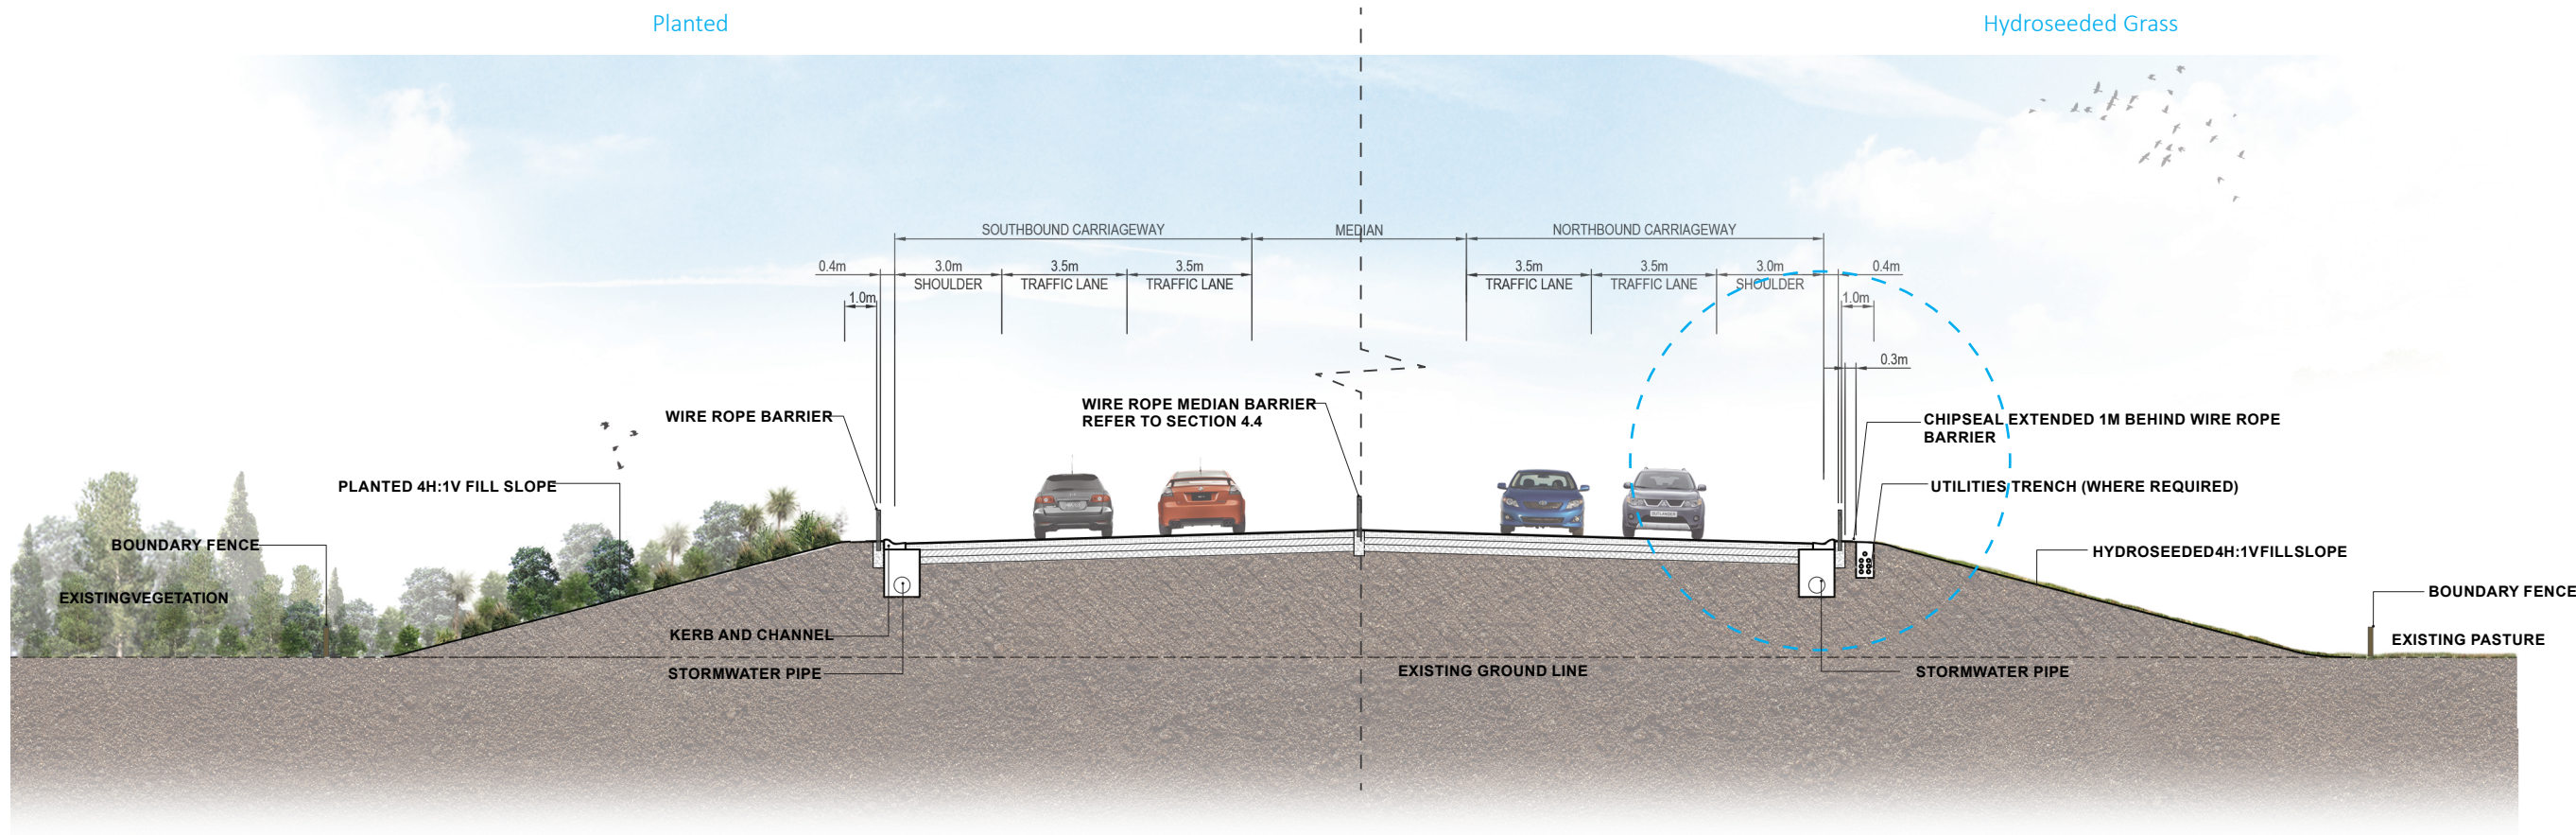 Planted
Hydroseeded Grass
SOUTHBOUND CARRIAGEWAY
MEDIAN
NORTHBOUND CARRIAGEWAY
0.4m
3.0m
SHOULDER
3.5m
TRAFFIC LANE
3.5m
TRAFFIC LANE
3.5m
TRAFFIC LANE
3.5m
TRAFFIC LANE
3.0m
SHOULDER
0.4m
1.0m
1.0m
0.3m
WIRE ROPE BARRIER
WIRE ROPE MEDIAN BARRIER
REFER TO SECTION 4.4
CHIPSEAL EXTENDED 1M BEHIND WIRE ROPE
BARRIER
PLANTED 4H:1V FILL SLOPE
UTILITIES TRENCH (WHERE REQUIRED)
BOUNDARY FENCE
HYDROSEEDED4H:1VFILLSLOPE
EXISTINGVEGETATION
BOUNDARY FENCE
KERB AND CHANNEL
EXISTING PASTURE
STORMWATER PIPE
EXISTING GROUND LINE
STORMWATER PIPE